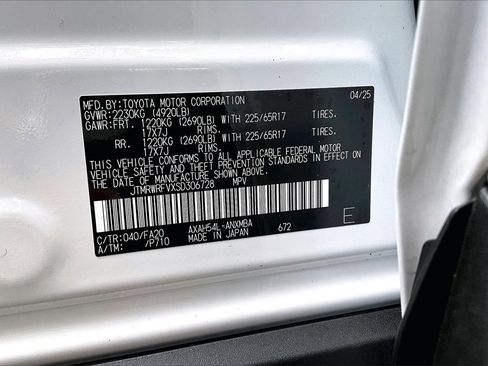 MFD. BY: TOYOTA MOTOR CORPORATION 04/25
GVWR: 2230KG (4920LB)
GAWR: FRT. 1220KG (2690LB) WITH 225/65R17 TIRES.
17X7J RIMS.
RR. 1220KG (2690LB) WITH 225/65R17 TIRES.
17X7J RIMS.
THIS VEHICLE CONFORMS TO ALL APPLICABLE FEDERAL MOTOR
VEHICLE SAFETY AND THEFT PREVENTION STANDARDS IN EFFECT ON
THE DATE OF MANUFACTURE SHOWN ABOVE.
JTMRWRFVXSD306728 MPV
C/TR: 040/FA20 AXAH54L-ANXMBA E
A/TM: /P710 MADE IN JAPAN 672